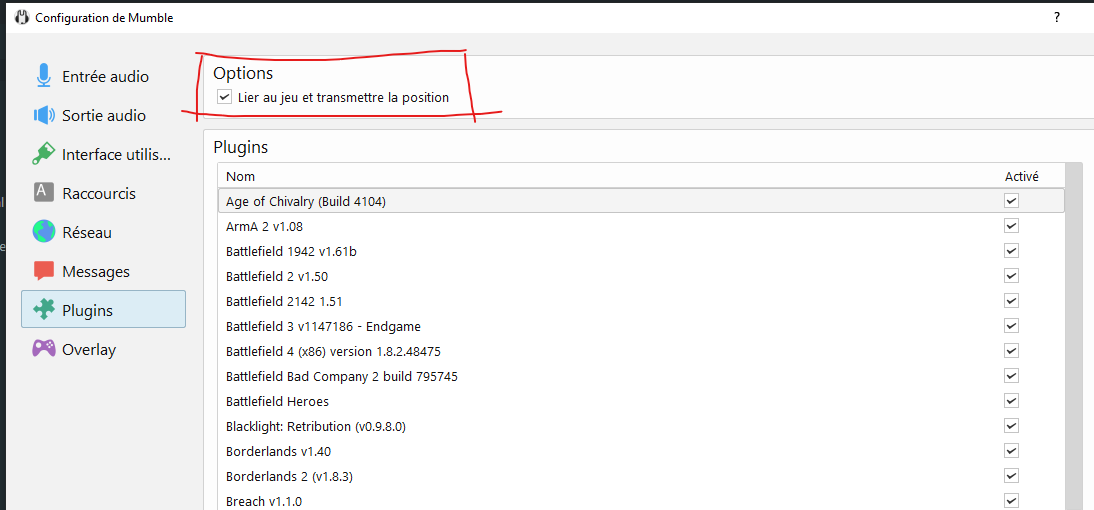 Configuration de Mumble
?
Entrée audio
Sortie audio
Interface utilis...
Raccourcis
Réseau
Messages
Plugins
Overlay
Options
Lier au jeu et transmettre la position
Plugins
Nom Activé
Age of Chivalry (Build 4104)
ArmA 2 v1.08
Battlefield 1942 v1.61b
Battlefield 2 v1.50
Battlefield 2142 1.51
Battlefield 3 v1147186 - Endgame
Battlefield 4 (x86) version 1.8.2.48475
Battlefield Bad Company 2 build 795745
Battlefield Heroes
Blacklight: Retribution (v0.9.8.0)
Borderlands v1.40
Borderlands 2 (v1.8.3)
Breach v1.1.0